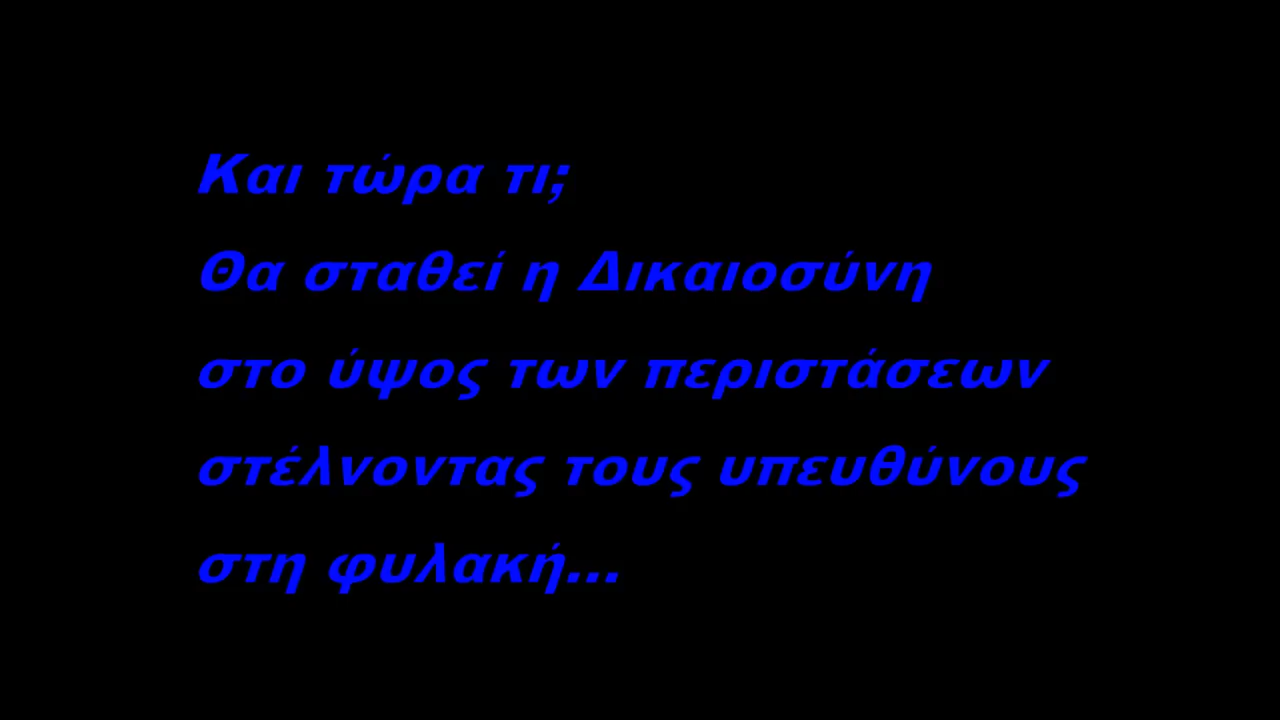 Και τώρα τι;
Θα σταθεί η Δικαιοσύνη
στο ύψος των περιστάσεων
στέλνοντας τους υπευθύνους
στη φυλακή...